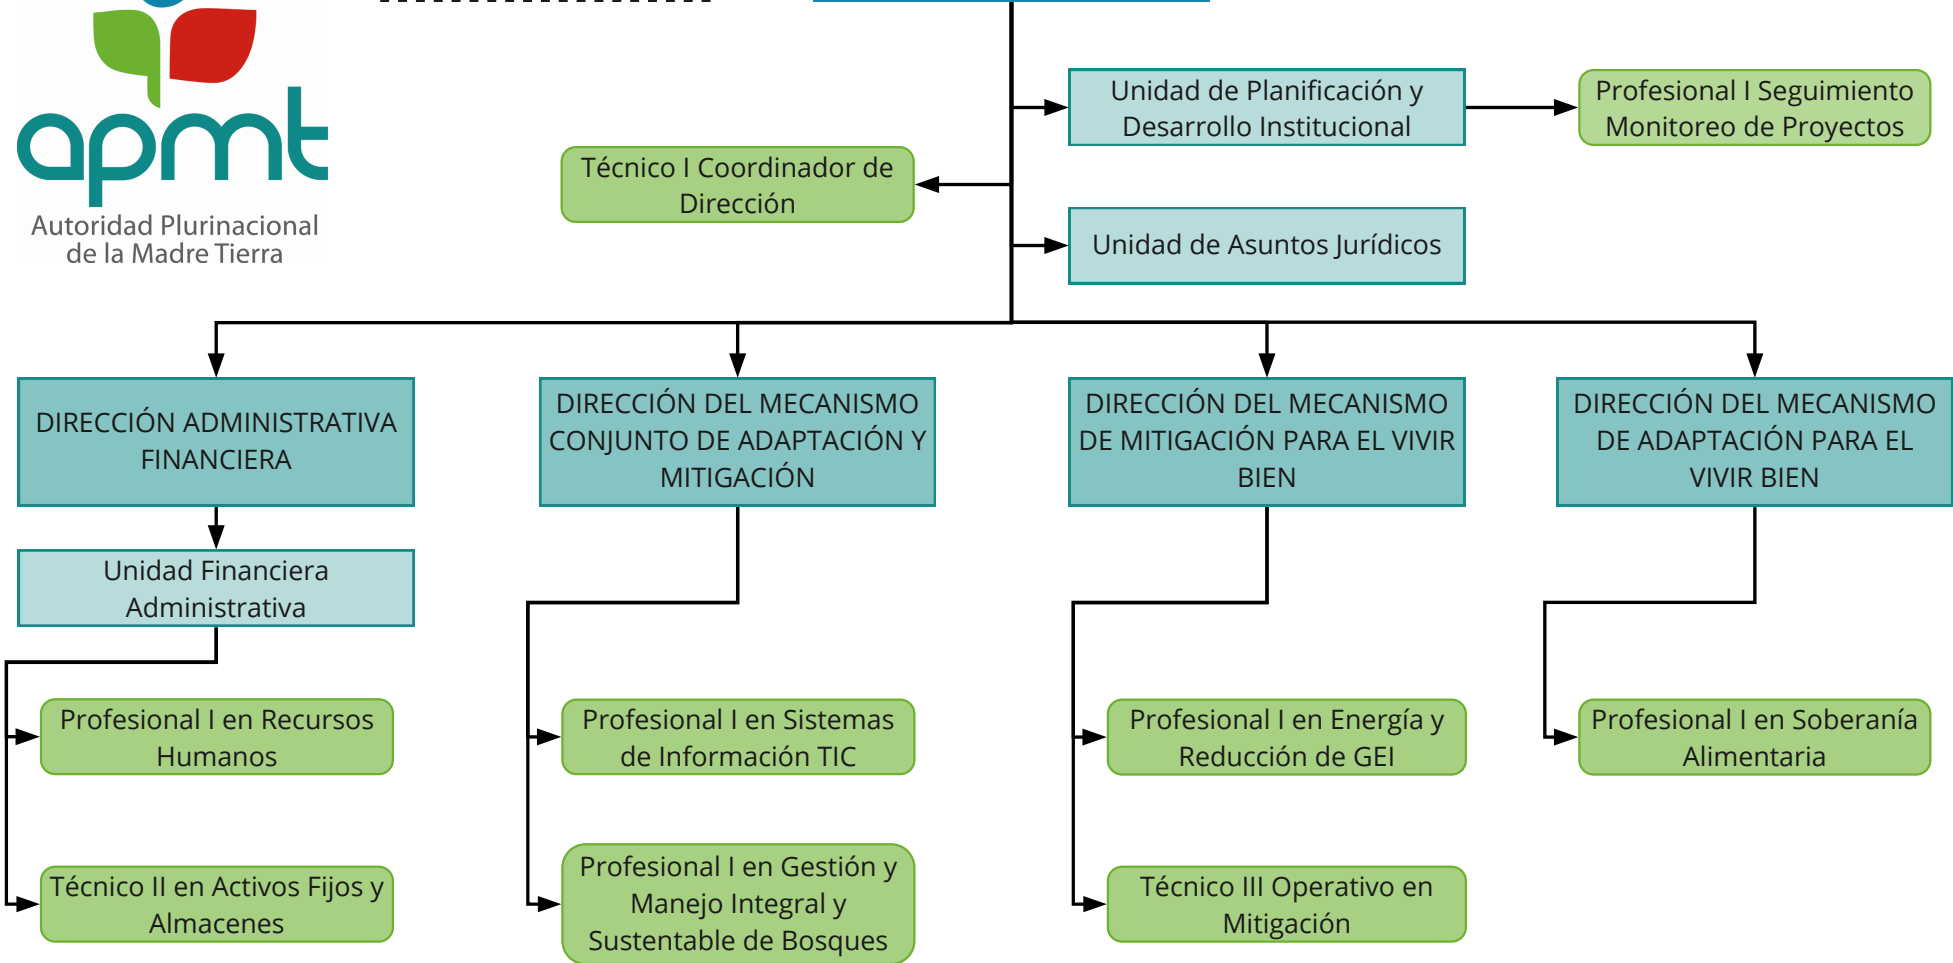 apmt
Autoridad Plurinacional
de la Madre Tierra
Unidad de Planificación y
Desarrollo Institucional
Profesional I Seguimiento
Monitoreo de Proyectos
Técnico I Coordinador de
Dirección
Unidad de Asuntos Jurídicos
DIRECCIÓN ADMINISTRATIVA
FINANCIERA
DIRECCIÓN DEL MECANISMO
CONJUNTO DE ADAPTACIÓN Y
MITIGACIÓN
DIRECCIÓN DEL MECANISMO
DE MITIGACIÓN PARA EL VIVIR
BIEN
DIRECCIÓN DEL MECANISMO
DE ADAPTACIÓN PARA EL
VIVIR BIEN
Unidad Financiera
Administrativa
Profesional I en Recursos
Humanos
Profesional I en Sistemas
de Información TIC
Profesional I en Energía y
Reducción de GEI
Profesional I en Soberanía
Alimentaria
Técnico II en Activos Fijos y
Almacenes
Profesional I en Gestión y
Manejo Integral y
Sustentable de Bosques
Técnico III Operativo en
Mitigación